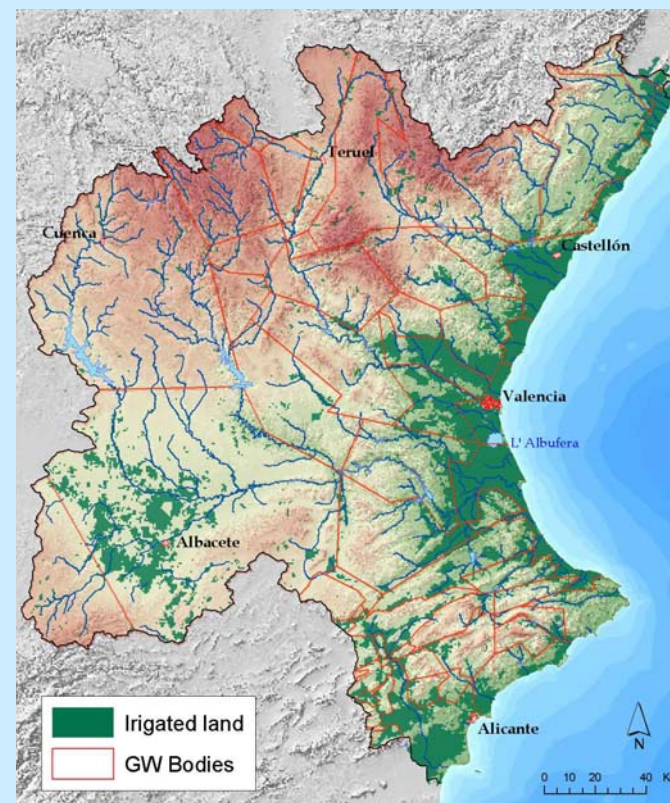 Teruel
Cuenca
Castellón
Valencia
L' Albufera
Albacete
Alicante
Irigated land
GW Bodies
N
0 10 20 40